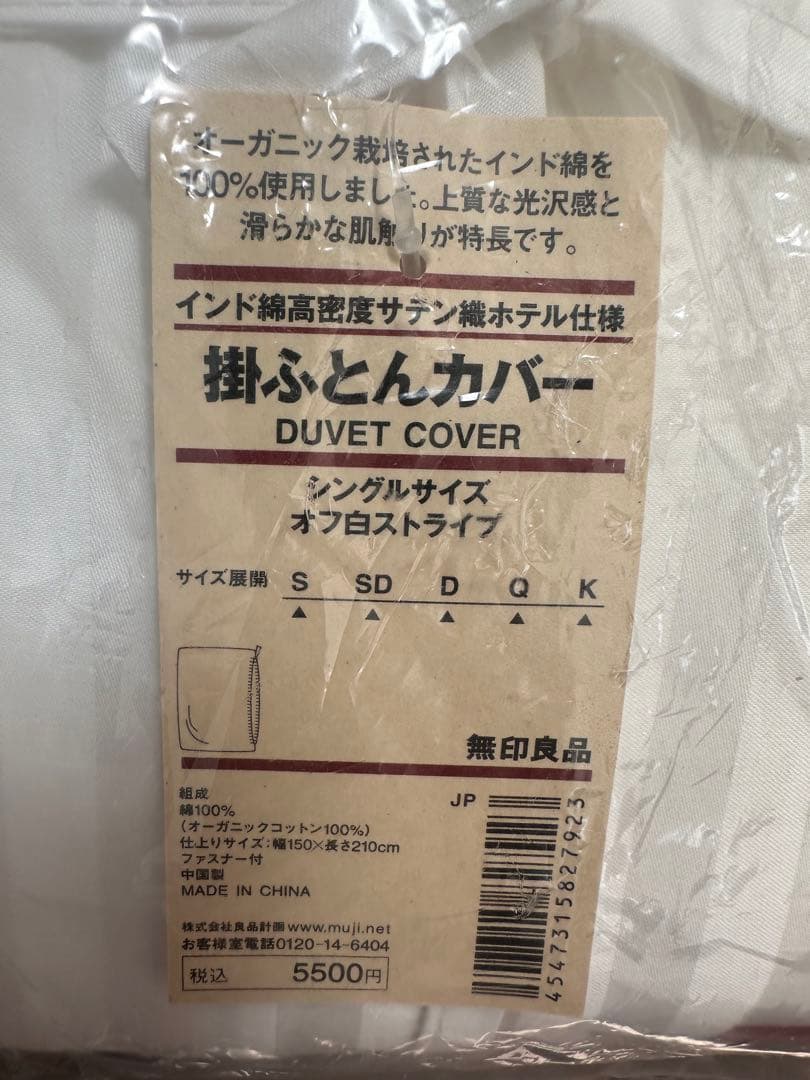 オーガニック栽培されたインド綿を
100%使用しました。上質な光沢感と
滑らかな肌触りが特長です。
インド綿高密度サテン織ホテル仕様
掛ふとんカバー
DUVET COVER
シングルサイズ
オフ白ストライプ
サイズ展開 S SD D Q K
▲ ▲ ▲ ▲ ▲
無印良品
組成
綿100%
(オーガニックコットン100%)
仕上りサイズ:幅150×長さ210cm
ファスナー付
中国製
MADE IN CHINA
株式会社良品計画 www.muji.net
お客様室電話0120-14-6404
税込 5500円
JP
4547315827923